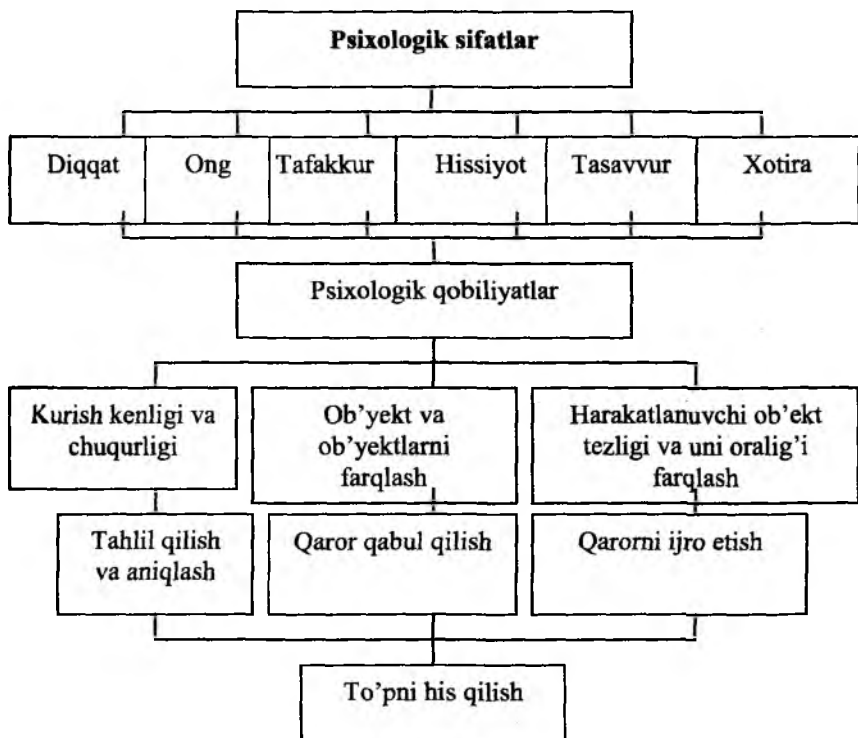 Psixologik sifatlar
Diqqat
Ong
Tafakkur
Hissiyot
Tasavvur
Xotira
Psixologik qobiliyatlar
Kurish kenligi va
chuqurligi
Ob’yekt va
ob’yektlarni
farqlash
Harakatlanuvchi ob’ekt
tezligi va uni oralig’i
farqlash
Tahlil qilish
va aniqlash
Qaror qabul qilish
Qarorni ijro etish
To’pni his qilish